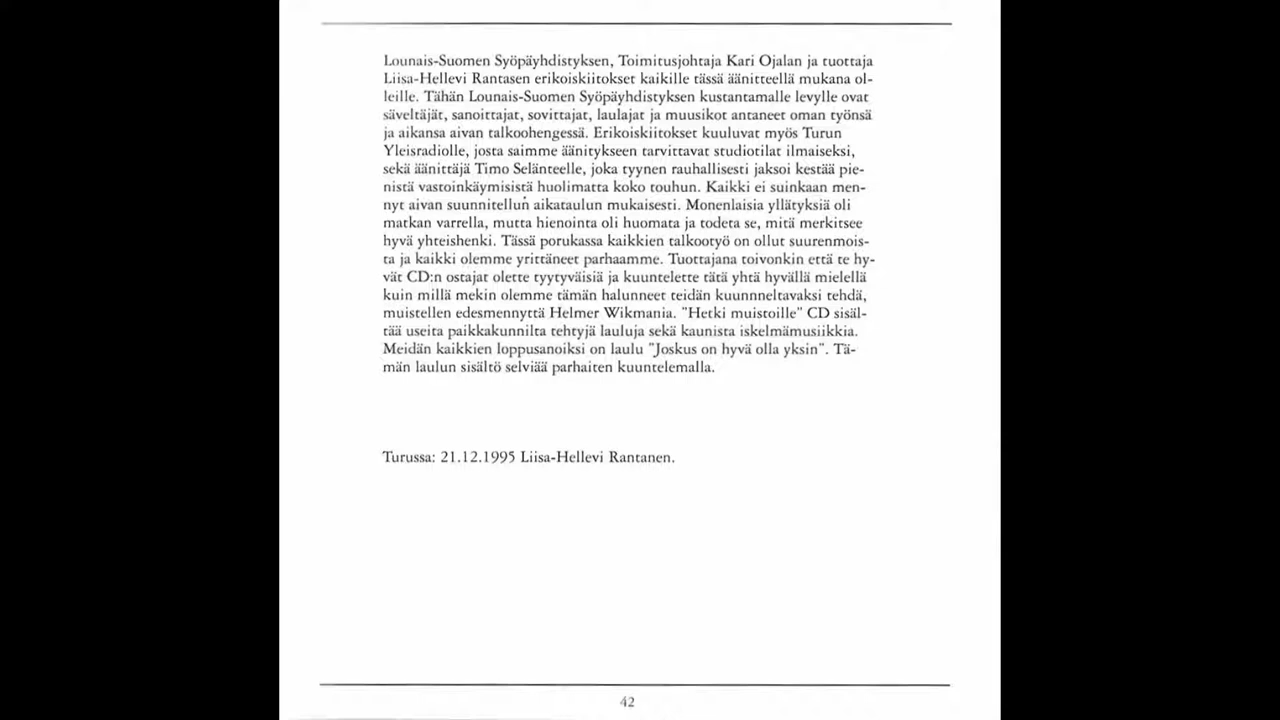 Lounais-Suomen Syöpäyhdistyksen, Toimitusjohtaja Kari Ojalan ja tuottaja
Liisa-Hellevi Rantasen erikoiskiitokset kaikille tässä äänitteellä mukana ol-
leille. Tähän Lounais-Suomen Syöpäyhdistyksen kustantamalle levylle ovat
säveltäjät, sanoittajat, sovittajat, laulajat ja muusikot antaneet oman työnsä
ja aikansa aivan talkoohengessä. Erikoiskiitokset kuuluvat myös Turun
Yleisradiolle, josta saimme äänitykseen tarvittavat studiotilat ilmaiseksi,
sekä äänittäjä Timo Selänteelle, joka tyynen rauhallisesti jaksoi kestää pie-
nistä vastoinkäymisistä huolimatta koko touhun. Kaikki ei suinkaan men-
nyt aivan suunnitellun aikataulun mukaisesti. Monenlaisia yllätyksiä oli
matkan varrella, mutta hienointa oli huomata ja todeta se, mitä merkitsee
hyvä yhteishenki. Tässä porukassa kaikkien talkootyö on ollut suurenmois-
ta ja kaikki olemme yrittäneet parhaamme. Tuottajana toivonkin että te hy-
vät CD:n ostajat olette tyytyväisiä ja kuuntelette tätä yhtä hyvällä mielellä
kuin millä mekin olemme tämän halunneet teidän kuunnneltavaksi tehdä,
muistellen edesmennyttä Helmer Wikmania. "Hetki muistoille" CD sisäl-
tää useita paikkakunnilta tehtyjä lauluja sekä kaunista iskelmämusiikkia.
Meidän kaikkien loppusanoiksi on laulu "Joskus on hyvä olla yksin". Tä-
män laulun sisältö selviää parhaiten kuuntelemalla.
Turussa: 21.12.1995 Liisa-Hellevi Rantanen.
42